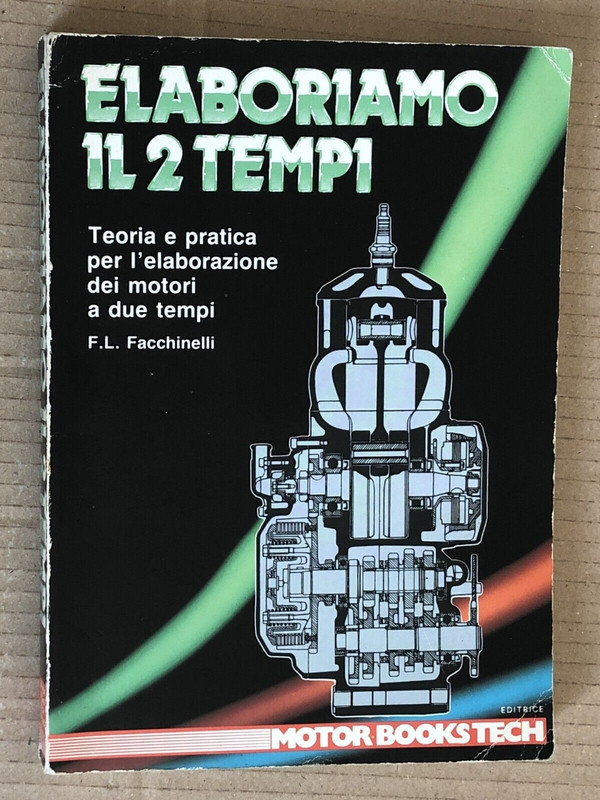 ELABORIAMO
IL 2 TEMPI
Teoria e pratica
per l'elaborazione
dei motori
a due tempi
F.L. Facchinelli
EDITRICE
MOTOR BOOKS TECH